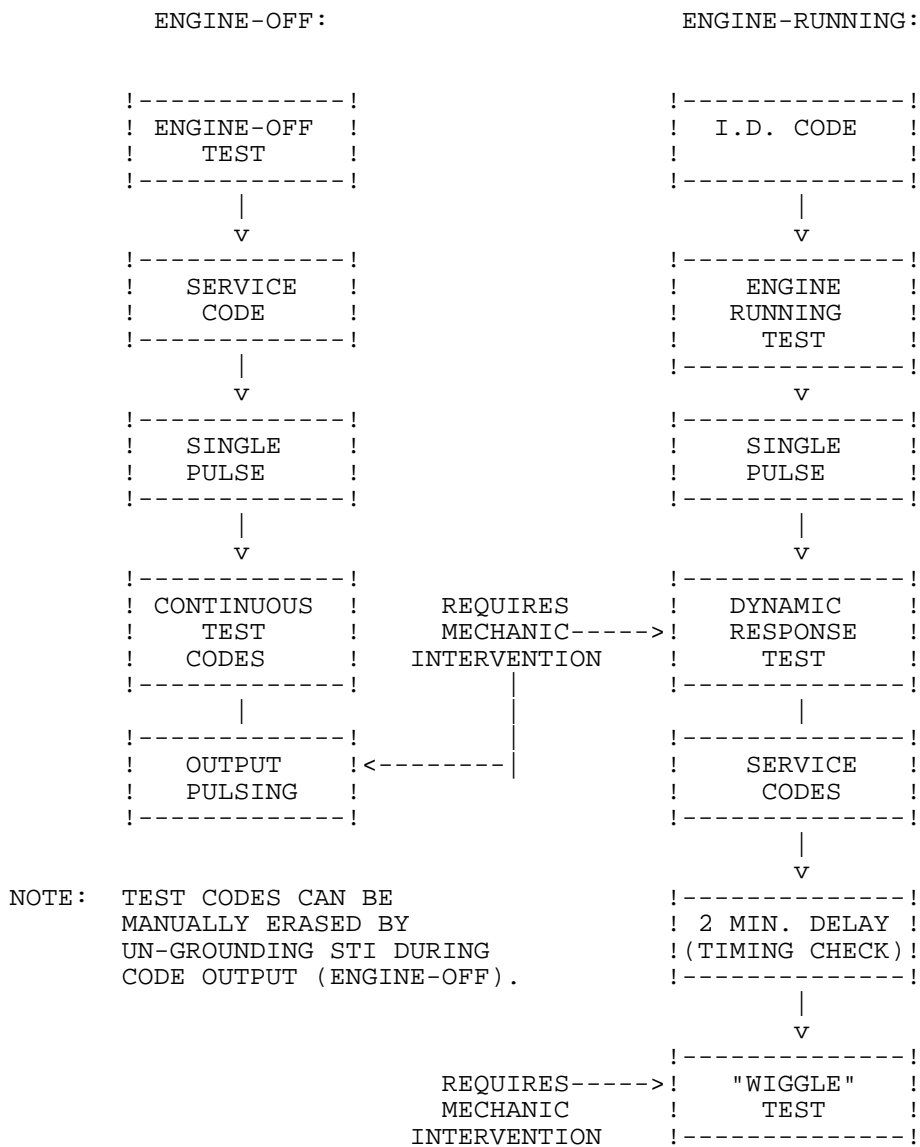 ENGINE-OFF:                                   ENGINE-RUNNING:

       !-------------!                    !--------------!
       ! ENGINE-OFF  !                    !  I.D. CODE   !
       !    TEST     !                    !              !
       !-------------!                    !--------------!
              |                                  |
              v                                  v
       !-------------!                    !--------------!
       !   SERVICE   !                    !    ENGINE    !
       !    CODE     !                    !   RUNNING    !
       !-------------!                    !     TEST     !
              |                           !--------------!
              v                                  v
       !-------------!                    !--------------!
       !   SINGLE    !                    !    SINGLE    !
       !   PULSE     !                    !    PULSE     !
       !-------------!                    !--------------!
              |                                  |
              v                                  v
       !-------------!                    !--------------!
       ! CONTINUOUS  !     REQUIRES       !   DYNAMIC    !
       !    TEST     !     MECHANIC----->!   RESPONSE   !
       !   CODES     !   INTERVENTION     !     TEST     !
       !-------------!         |          !--------------!
              |                |                 |
       !-------------!         |          !--------------!
       !   OUTPUT    !<--------|          !    SERVICE   !
       !   PULSING   !                    !     CODES    !
       !-------------!                    !--------------!
                                                 |
                                                 v
NOTE:  TEST CODES CAN BE                  !--------------!
       MANUALLY ERASED BY                 ! 2 MIN. DELAY !
       UN-GROUNDING STI DURING            !(TIMING CHECK)!
       CODE OUTPUT (ENGINE-OFF).          !--------------!
                                                 |
                                                 v
                                          !--------------!
                           REQUIRES----->!   "WIGGLE"   !
                           MECHANIC       !     TEST     !
                         INTERVENTION     !--------------!